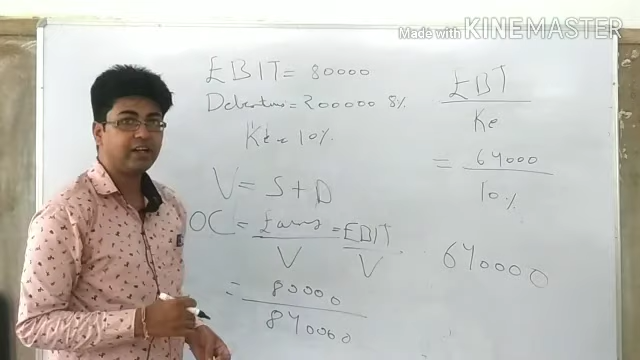 Made with KINEMASTER
EBIT = 80000
Debentures = 200000 8%
Ke = 10%
V = S + D
OC = Earns = EBIT
V V
= 80000
840000
EBT
Ke
= 64000
10%
640000